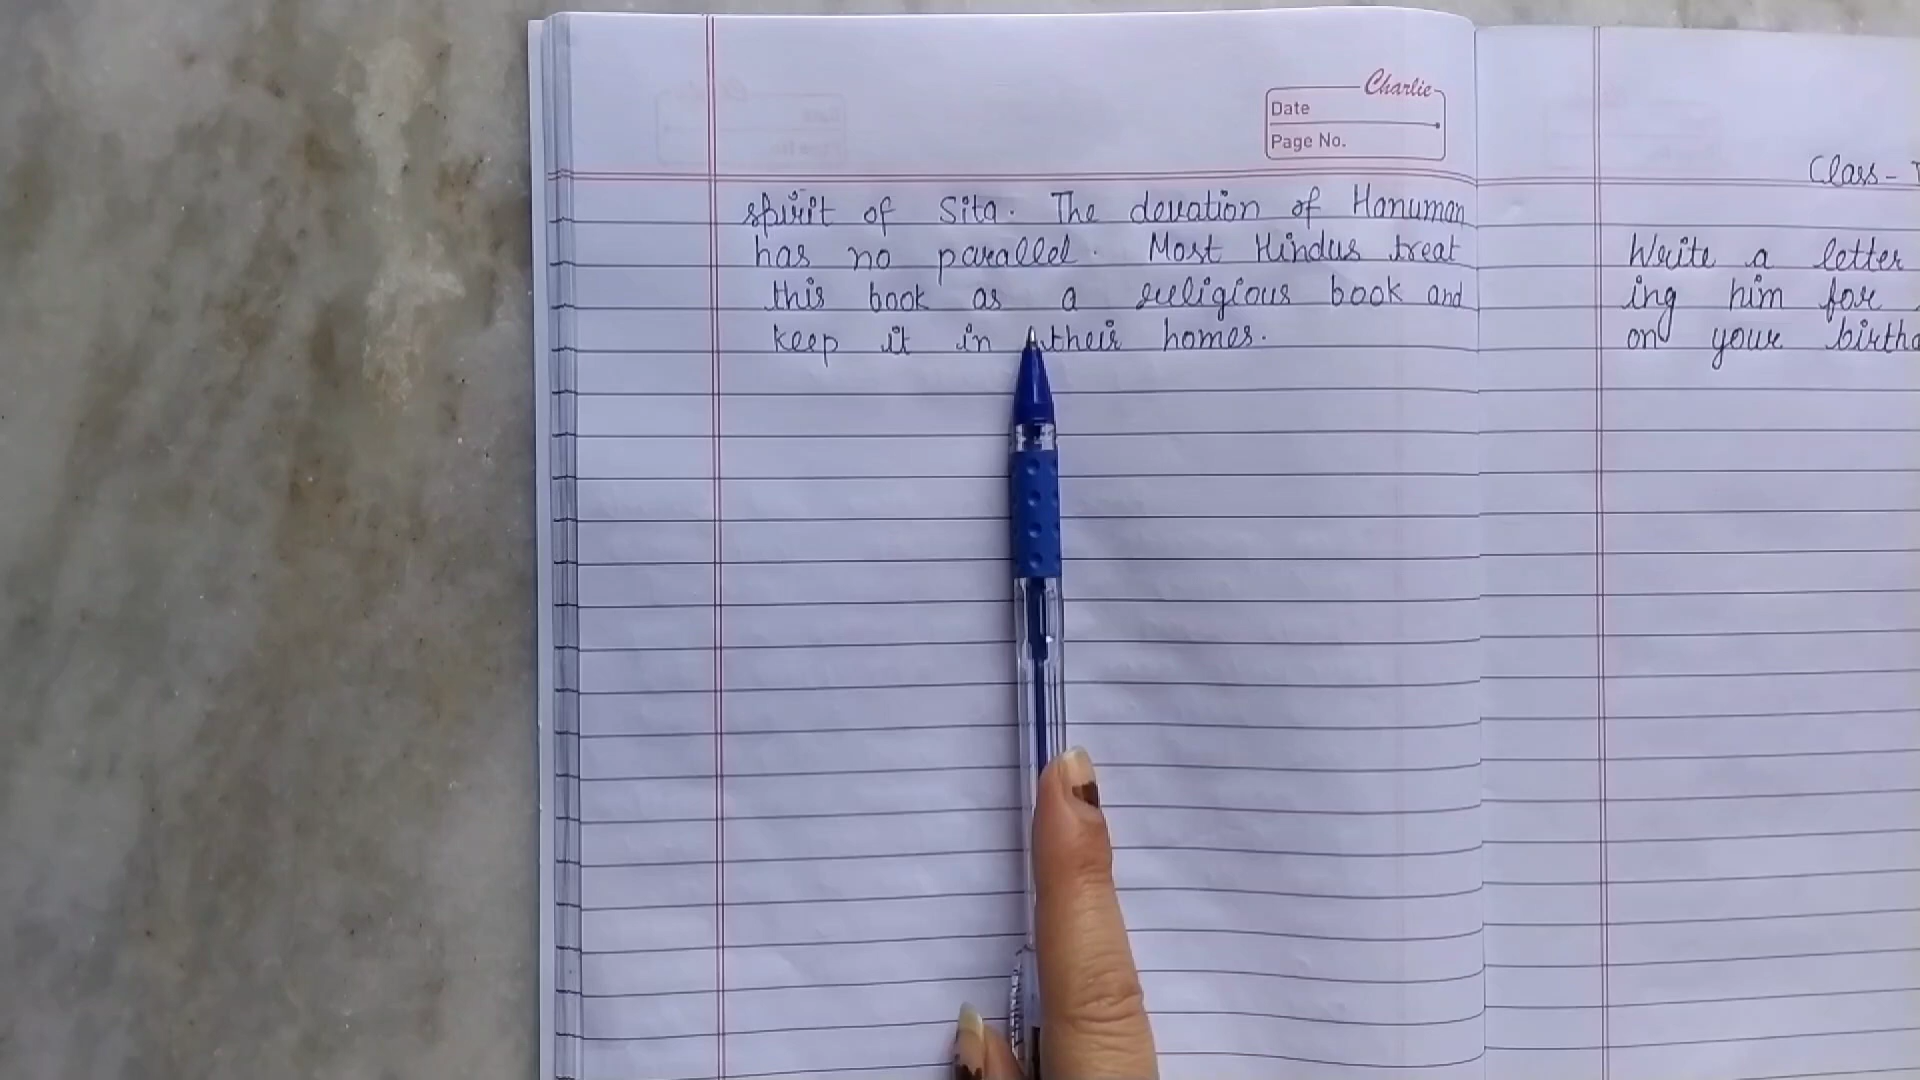 Charlie
Date
Page No.
spirit of Sita. The devation of Hanuman
has no parallel. Most Hindus treat
this book as a religious book and
keep it in their homes.
Class-
Write a letter
ing him for
on your birth